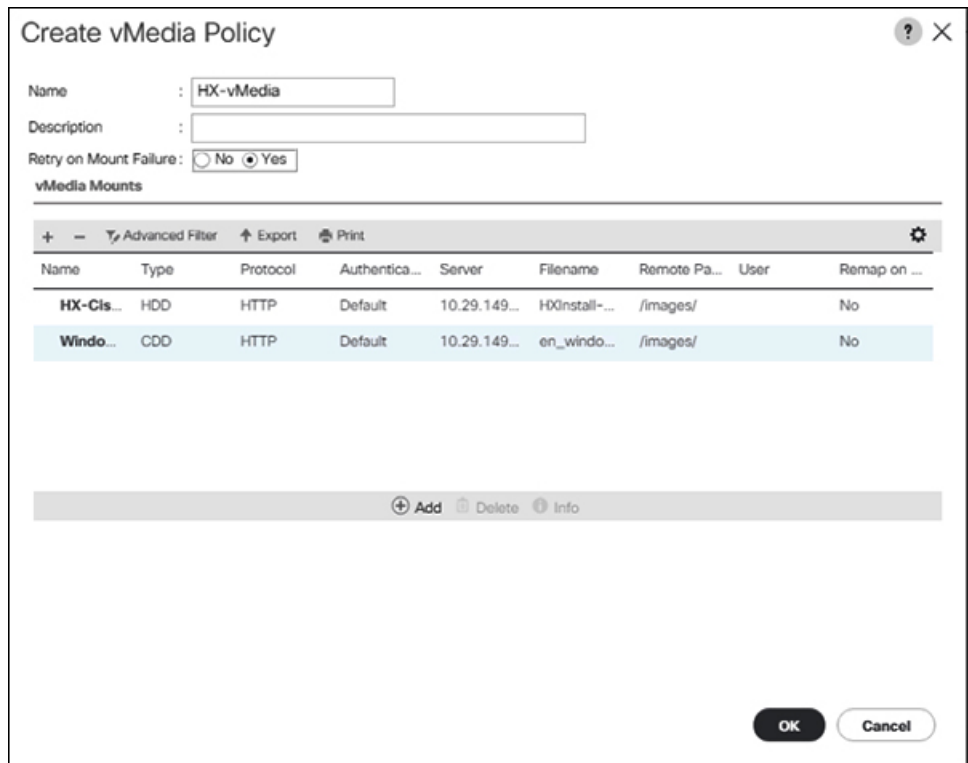 Create vMedia Policy
?
Name : HX-vMedia
Description :
Retry on Mount Failure : No Yes
vMedia Mounts
+ − Advanced Filter Export Print
Name Type Protocol Authentica... Server Filename Remote Pa... User Remap on ...
HX-Cis... HDD HTTP Default 10.29.149... HXInstall-... /images/ No
Windo... CDD HTTP Default 10.29.149... en_windo... /images/ No
Add Delete Info
OK Cancel